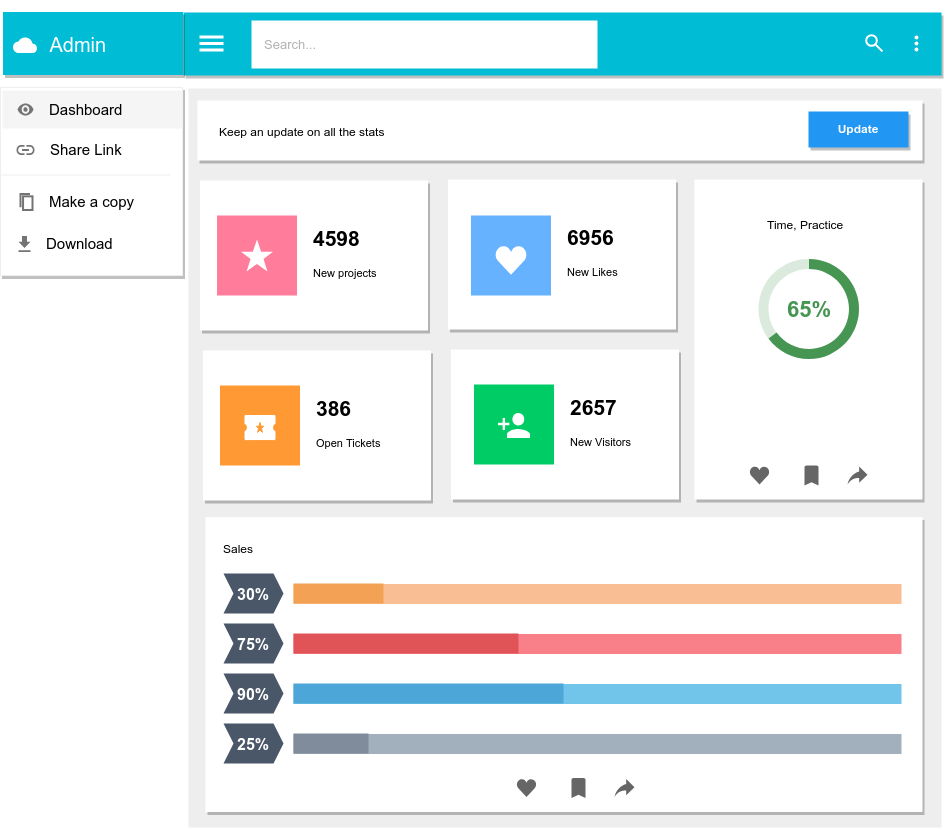 Admin
Search...
Dashboard
Share Link
Make a copy
Download
Keep an update on all the stats
Update
4598
New projects
6956
New Likes
Time, Practice
65%
386
Open Tickets
2657
New Visitors
Sales
30%
75%
90%
25%